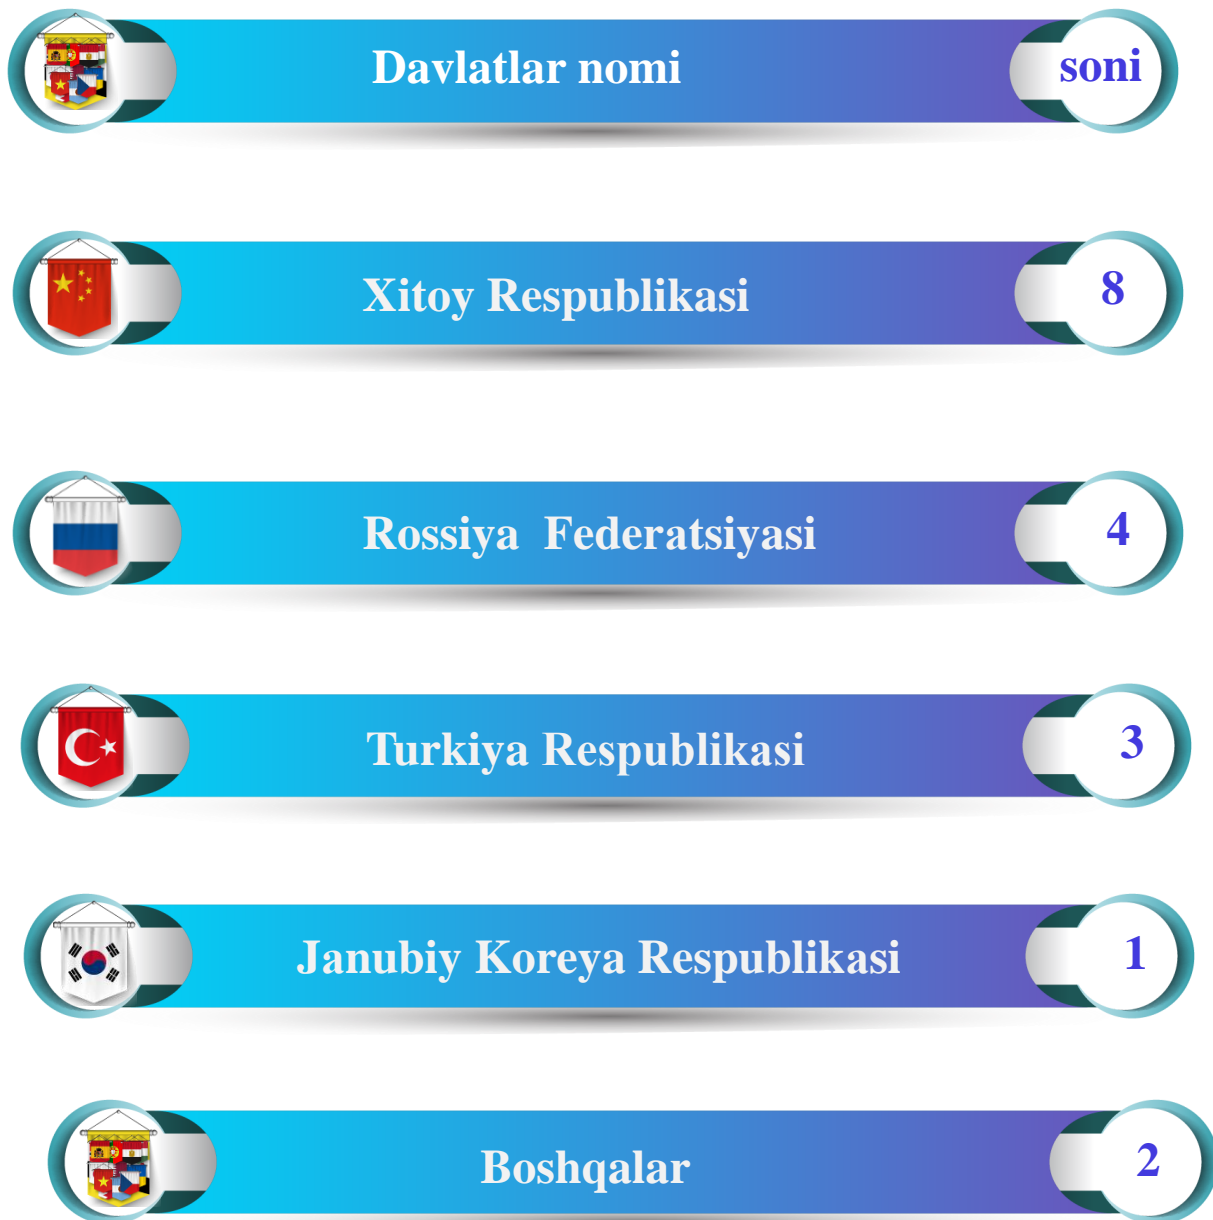 Davlatlar nomi soni
Xitoy Respublikasi 8
Rossiya Federatsiyasi 4
Turkiya Respublikasi 3
Janubiy Koreya Respublikasi 1
Boshqalar 2